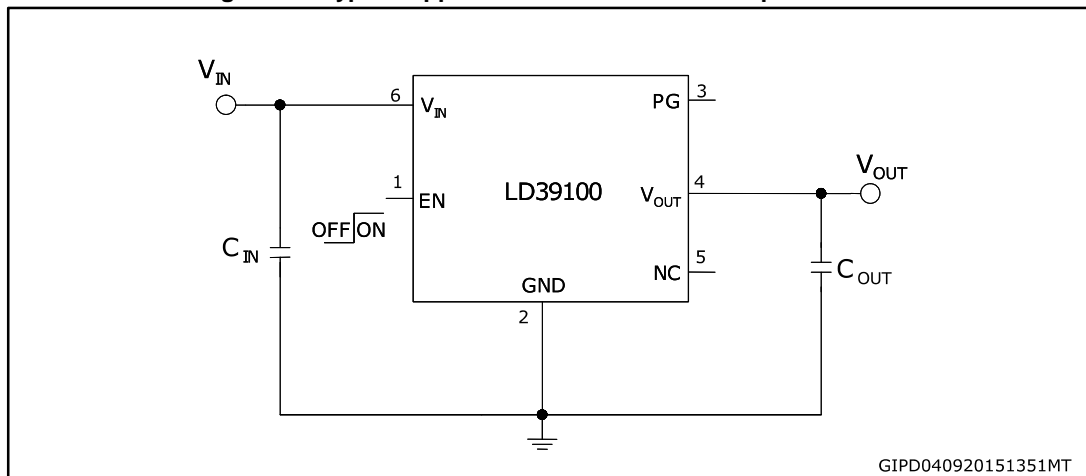 V_IN
6
V_IN
1
EN
OFF ON
C_IN
LD39100
GND
2
PG
3
V_OUT
4
V_OUT
NC
5
C_OUT
GIPD040920151351MT